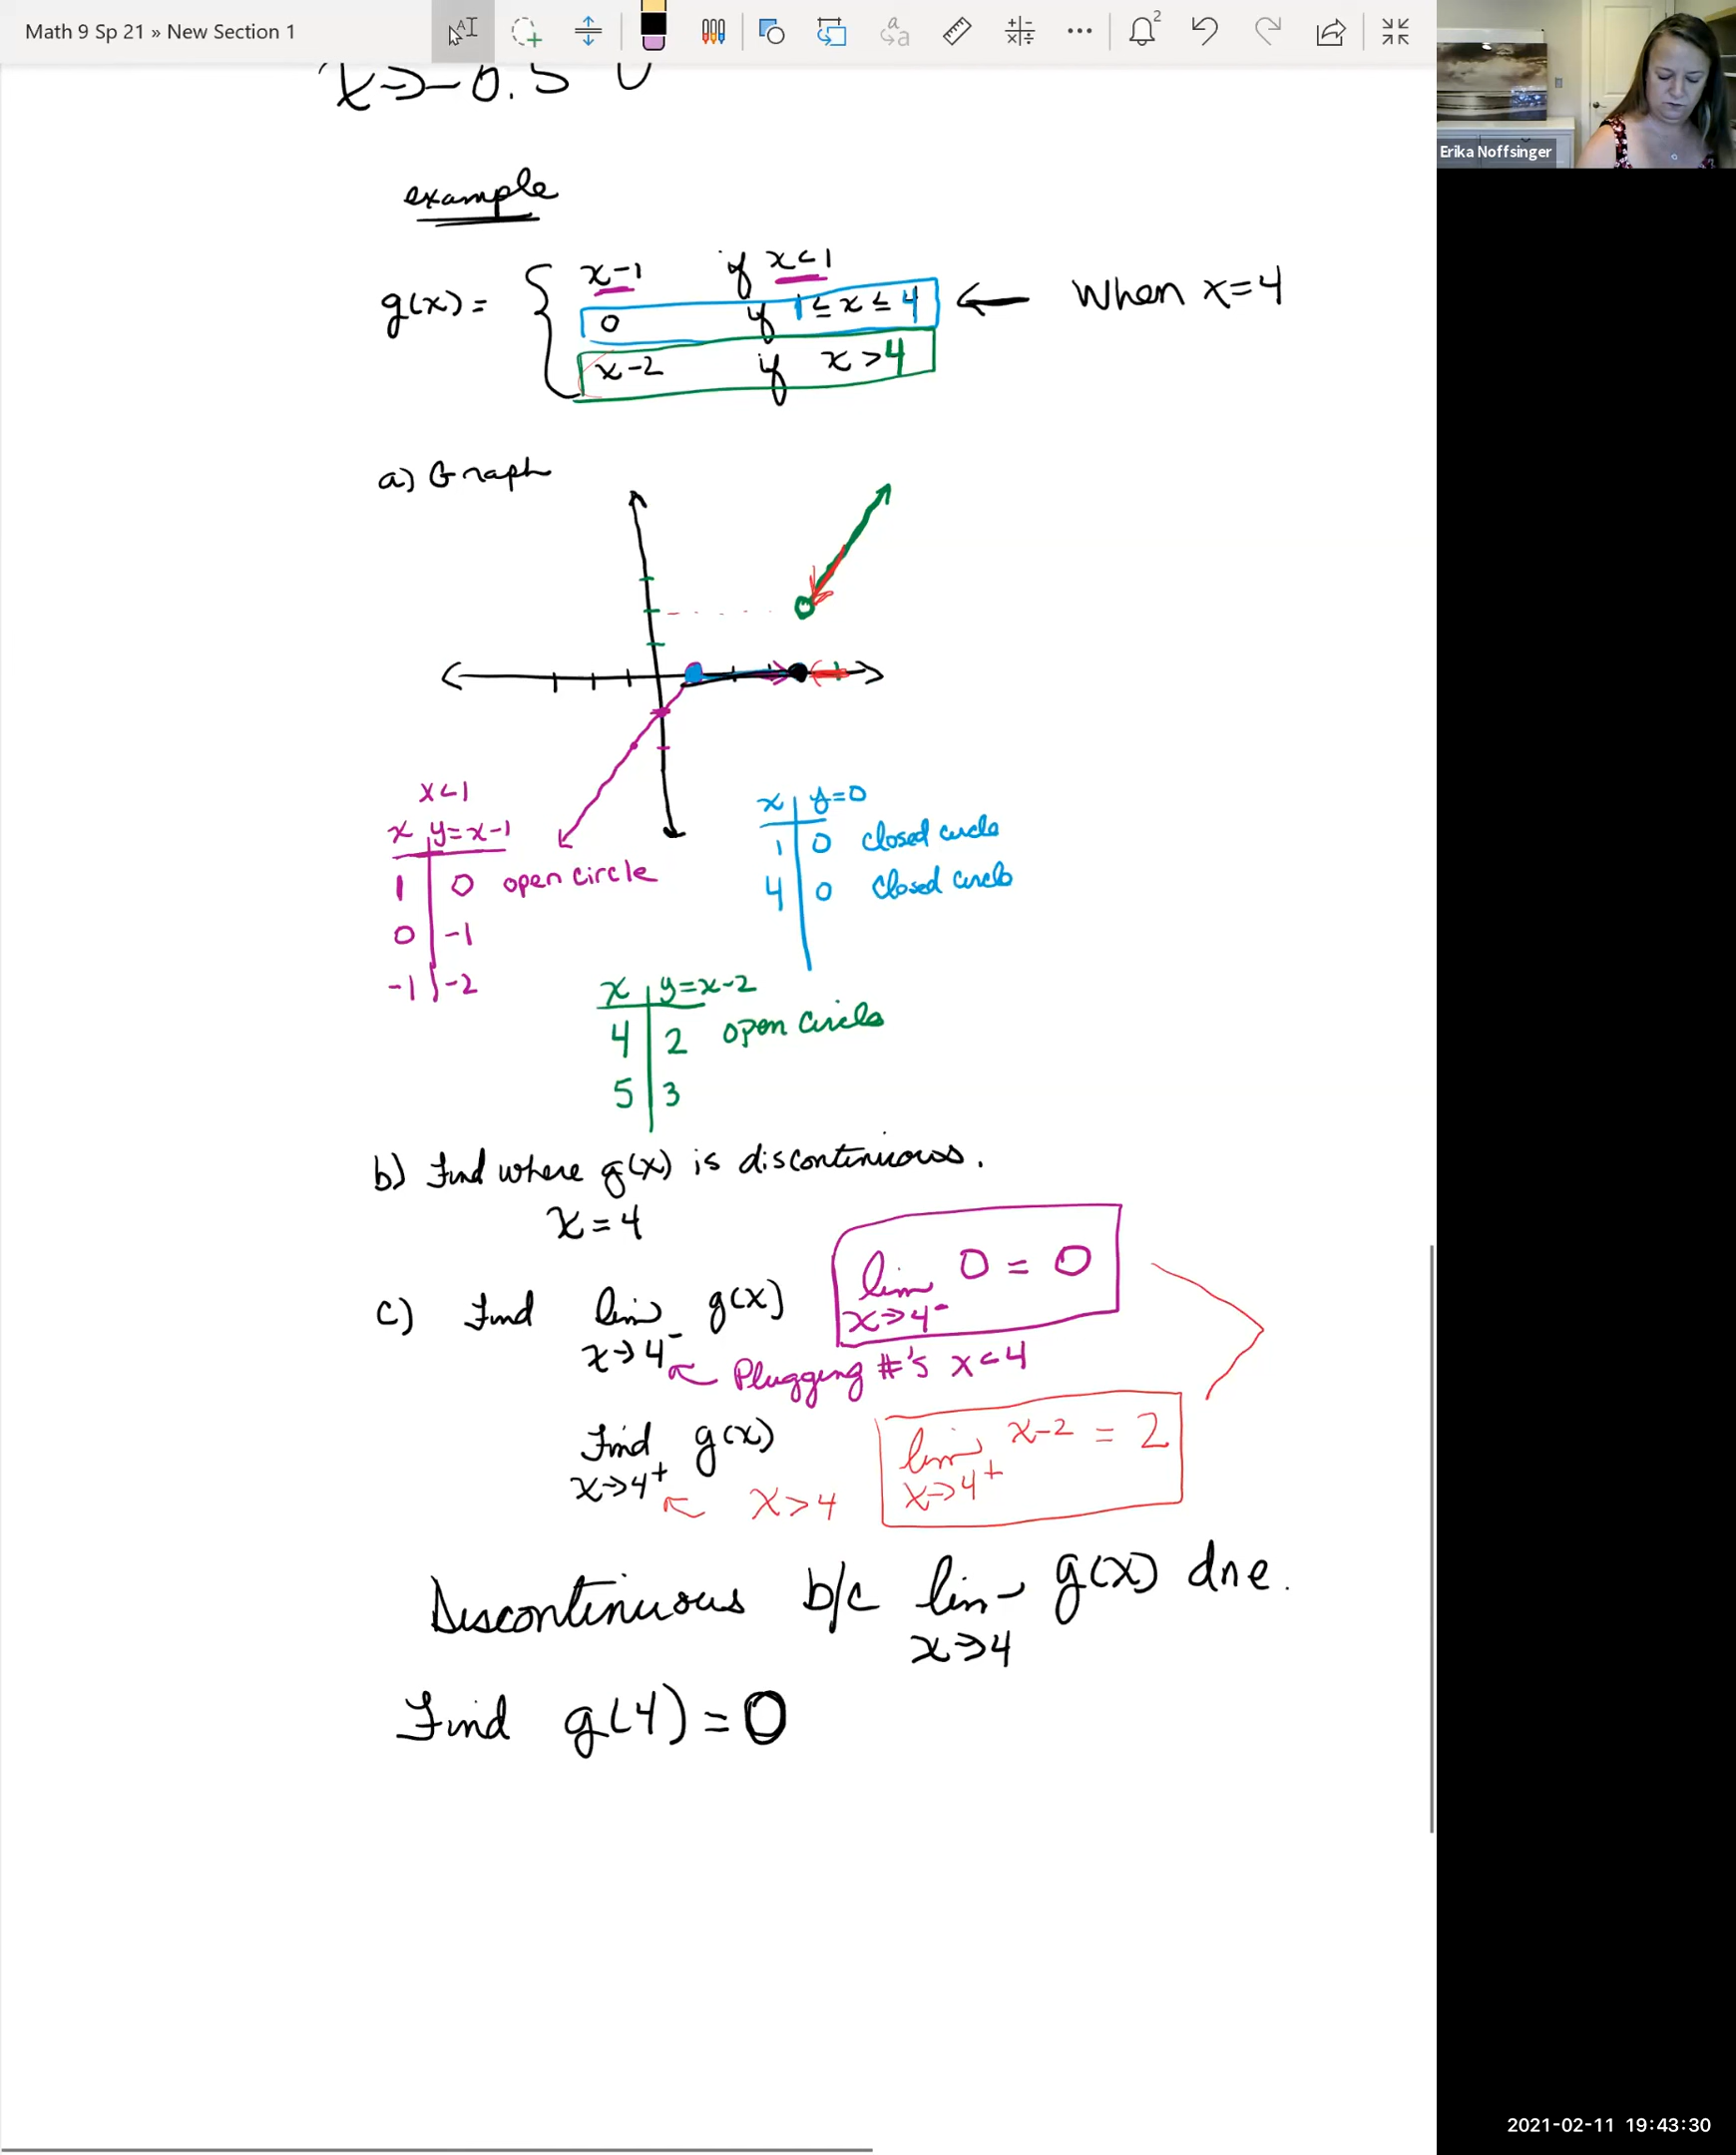 Math 9 Sp 21 » New Section 1
2
Erika Noffsinger
x→-0.5
example
g(x) = { x-1 if x<1
0 if 1≤x≤4 ← When x=4
x-2 if x>4
a) Graph
x<1
x | y=x-1
1 | 0 open circle
0 | -1
-1 | -2
x | y=0
1 | 0 closed circle
4 | 0 closed circle
x | y=x-2
4 | 2 open circle
5 | 3
b) Find where g(x) is discontinuous.
x=4
c) Find lim x→4⁻ g(x)
lim x→4⁻ 0 = 0
Plugging #'s x<4
Find x→4⁺ g(x)
x>4
lim x→4⁺ x-2 = 2
Discontinuous b/c lim x→4 g(x) dne.
Find g(4)=0
2021-02-11 19:43:30